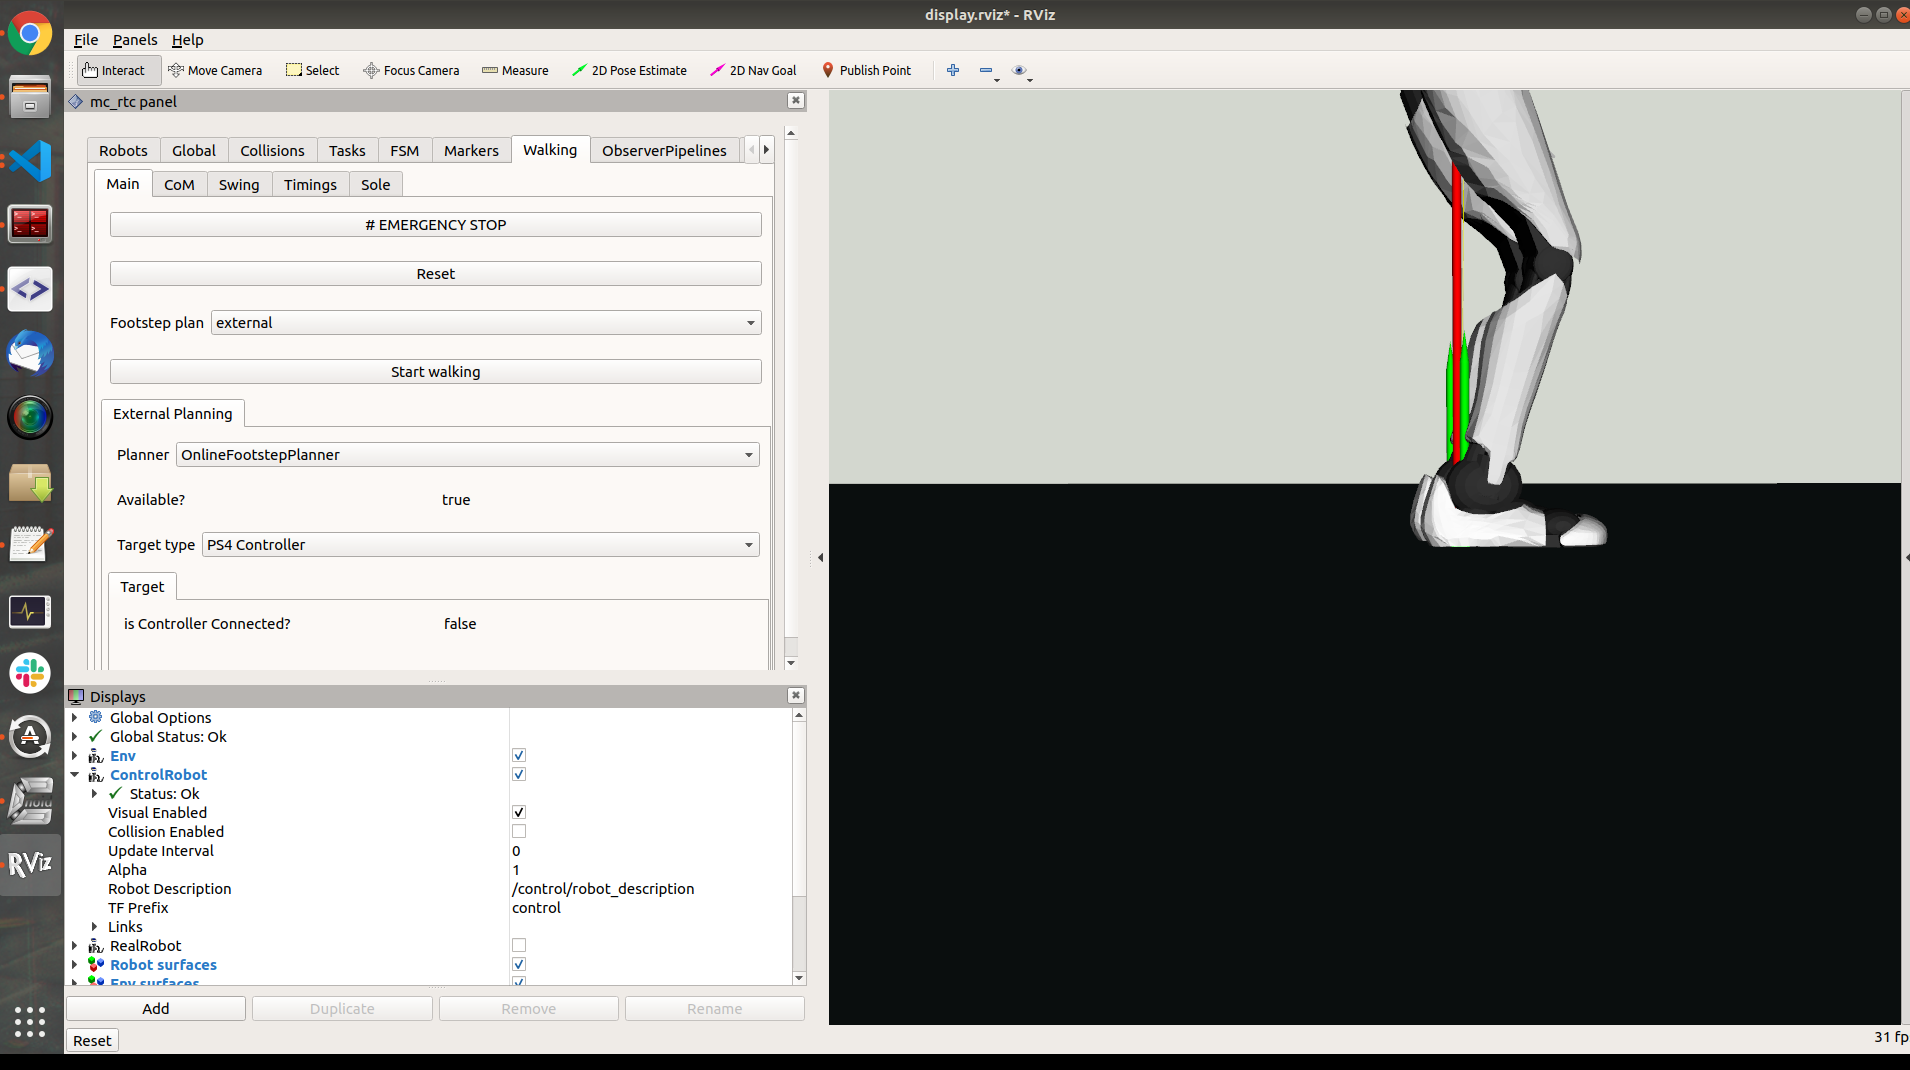 display.rviz* - RViz
File Panels Help
Interact Move Camera Select Focus Camera Measure 2D Pose Estimate 2D Nav Goal Publish Point
mc_rtc panel
Robots Global Collisions Tasks FSM Markers Walking ObserverPipelines
Main CoM Swing Timings Sole
# EMERGENCY STOP
Reset
Footstep plan external
Start walking
External Planning
Planner OnlineFootstepPlanner
Available? true
Target type PS4 Controller
Target
is Controller Connected? false
Displays
Global Options
Global Status: Ok
Env
ControlRobot
Status: Ok
Visual Enabled
Collision Enabled
Update Interval 0
Alpha 1
Robot Description /control/robot_description
TF Prefix control
Links
RealRobot
Robot surfaces
Env surfaces
Add Duplicate Remove Rename
Reset
31 fp
RViz